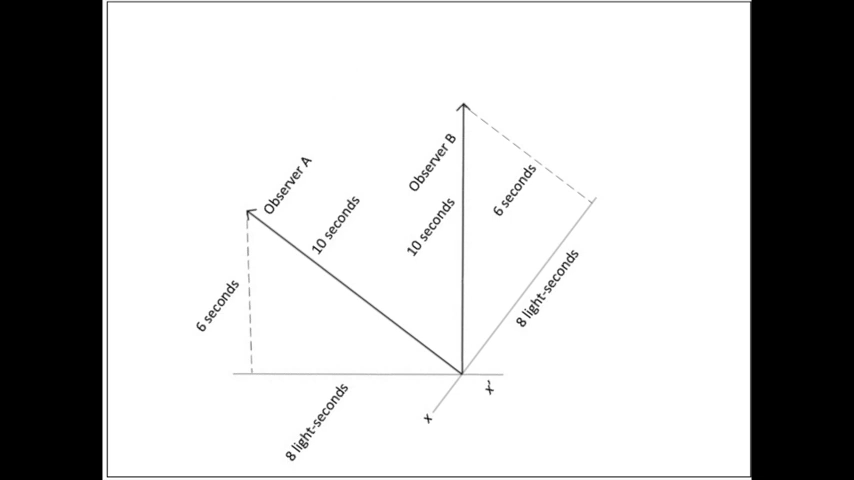 Observer A
10 seconds
6 seconds
8 light-seconds
Observer B
10 seconds
6 seconds
8 light-seconds
x
x'